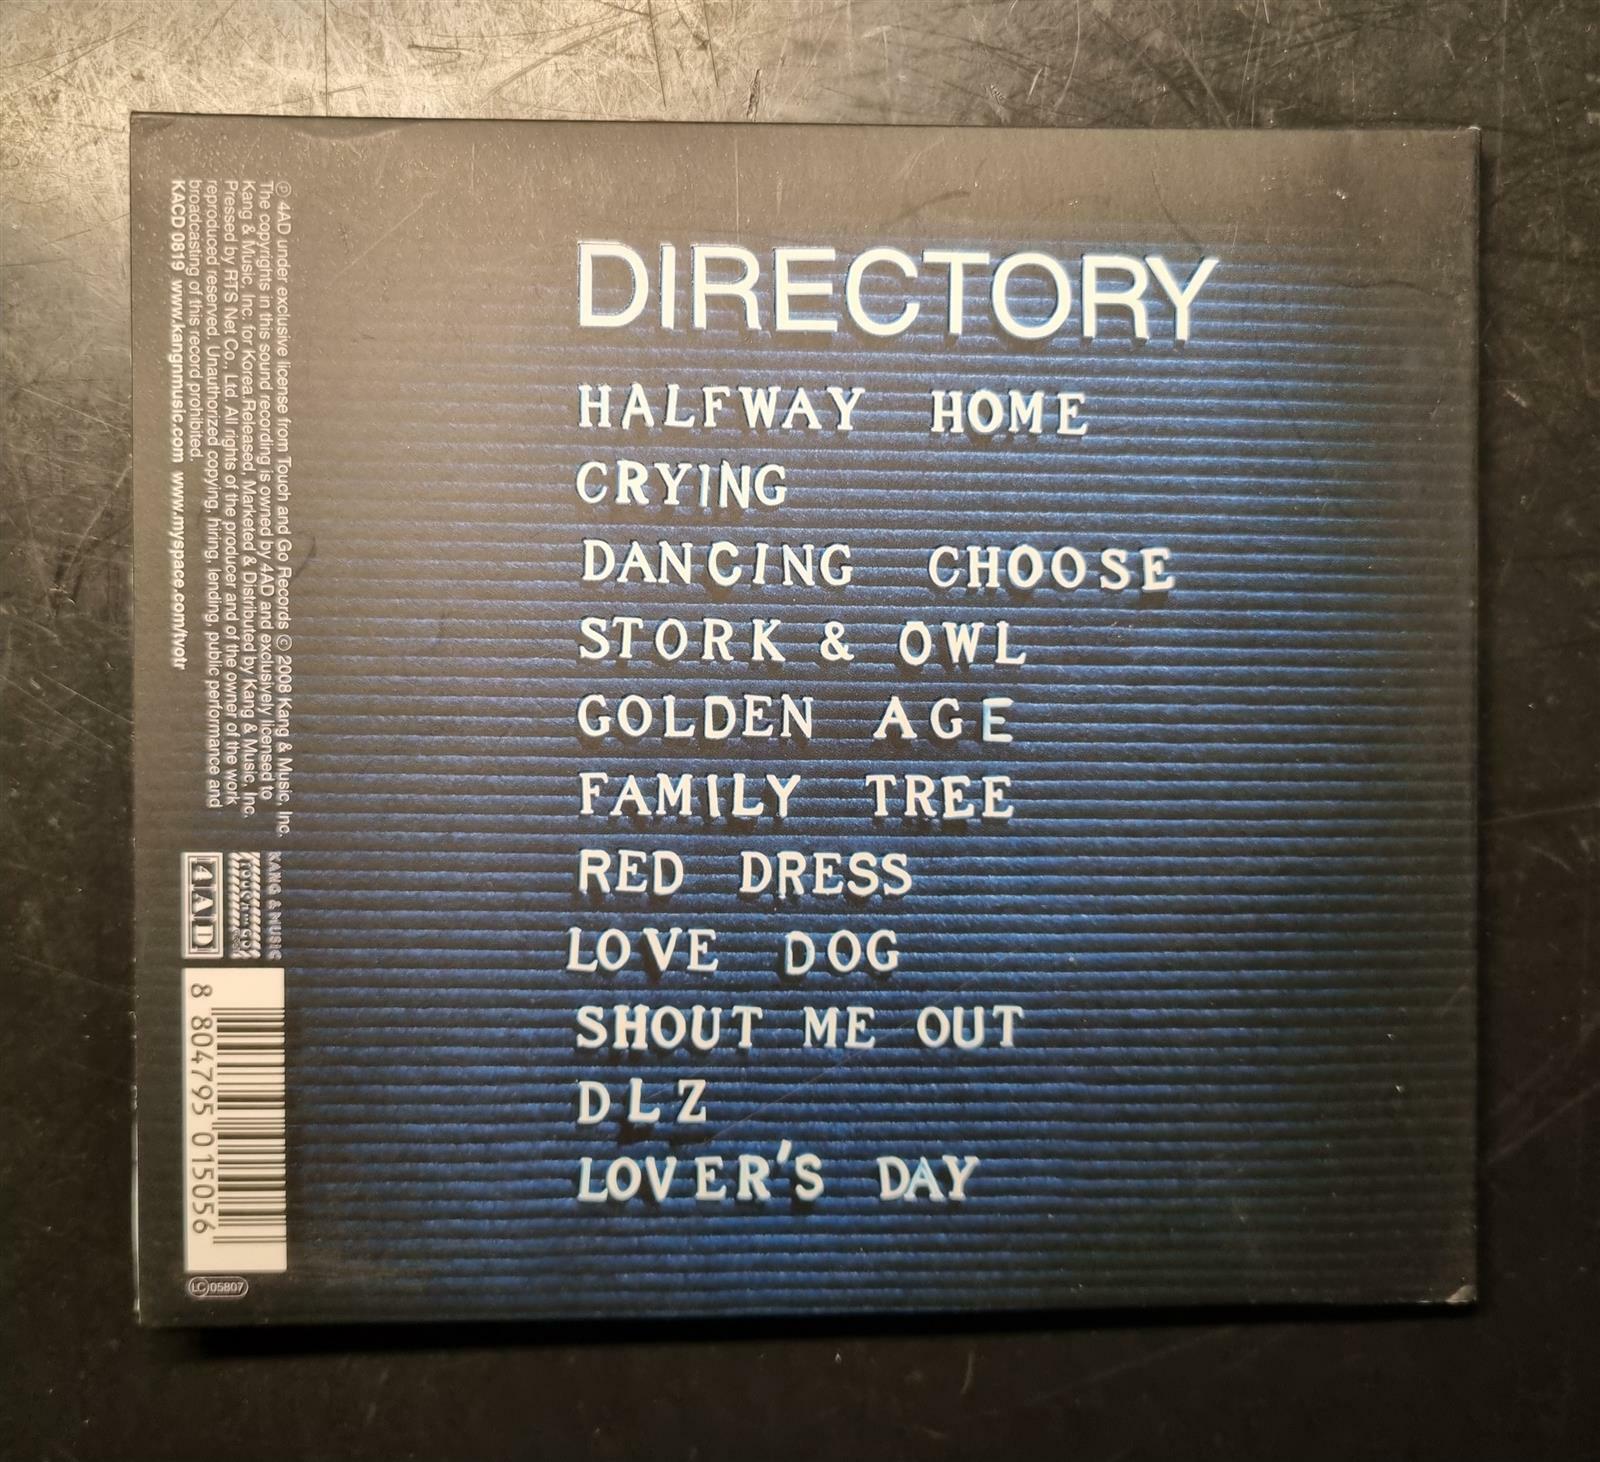 DIRECTORY
HALFWAY HOME
CRYING
DANCING CHOOSE
STORK & OWL
GOLDEN AGE
FAMILY TREE
RED DRESS
LOVE DOG
SHOUT ME OUT
DLZ
LOVER'S DAY
℗ 4AD under exclusive license from Touch and Go Records © 2008 Kang & Music, Inc.
The copyrights in this sound recording is owned by 4AD and exclusively licensed to
Kang & Music, Inc. for Korea.Released, Marketed & Distributed by Kang & Music, Inc.
Pressed by RTS Net Co., Ltd. All rights of the producer and of the owner of the work
reproduced reserved. Unauthorized copying, hiring, lending, public performance and
broadcasting of this record prohibited.
KACD 0819 www.kangnmusic.com www.myspace.com/tvotr
KANG & MUSIC
TOUCH AND GO
4AD
8 804795 015056
LC 05807